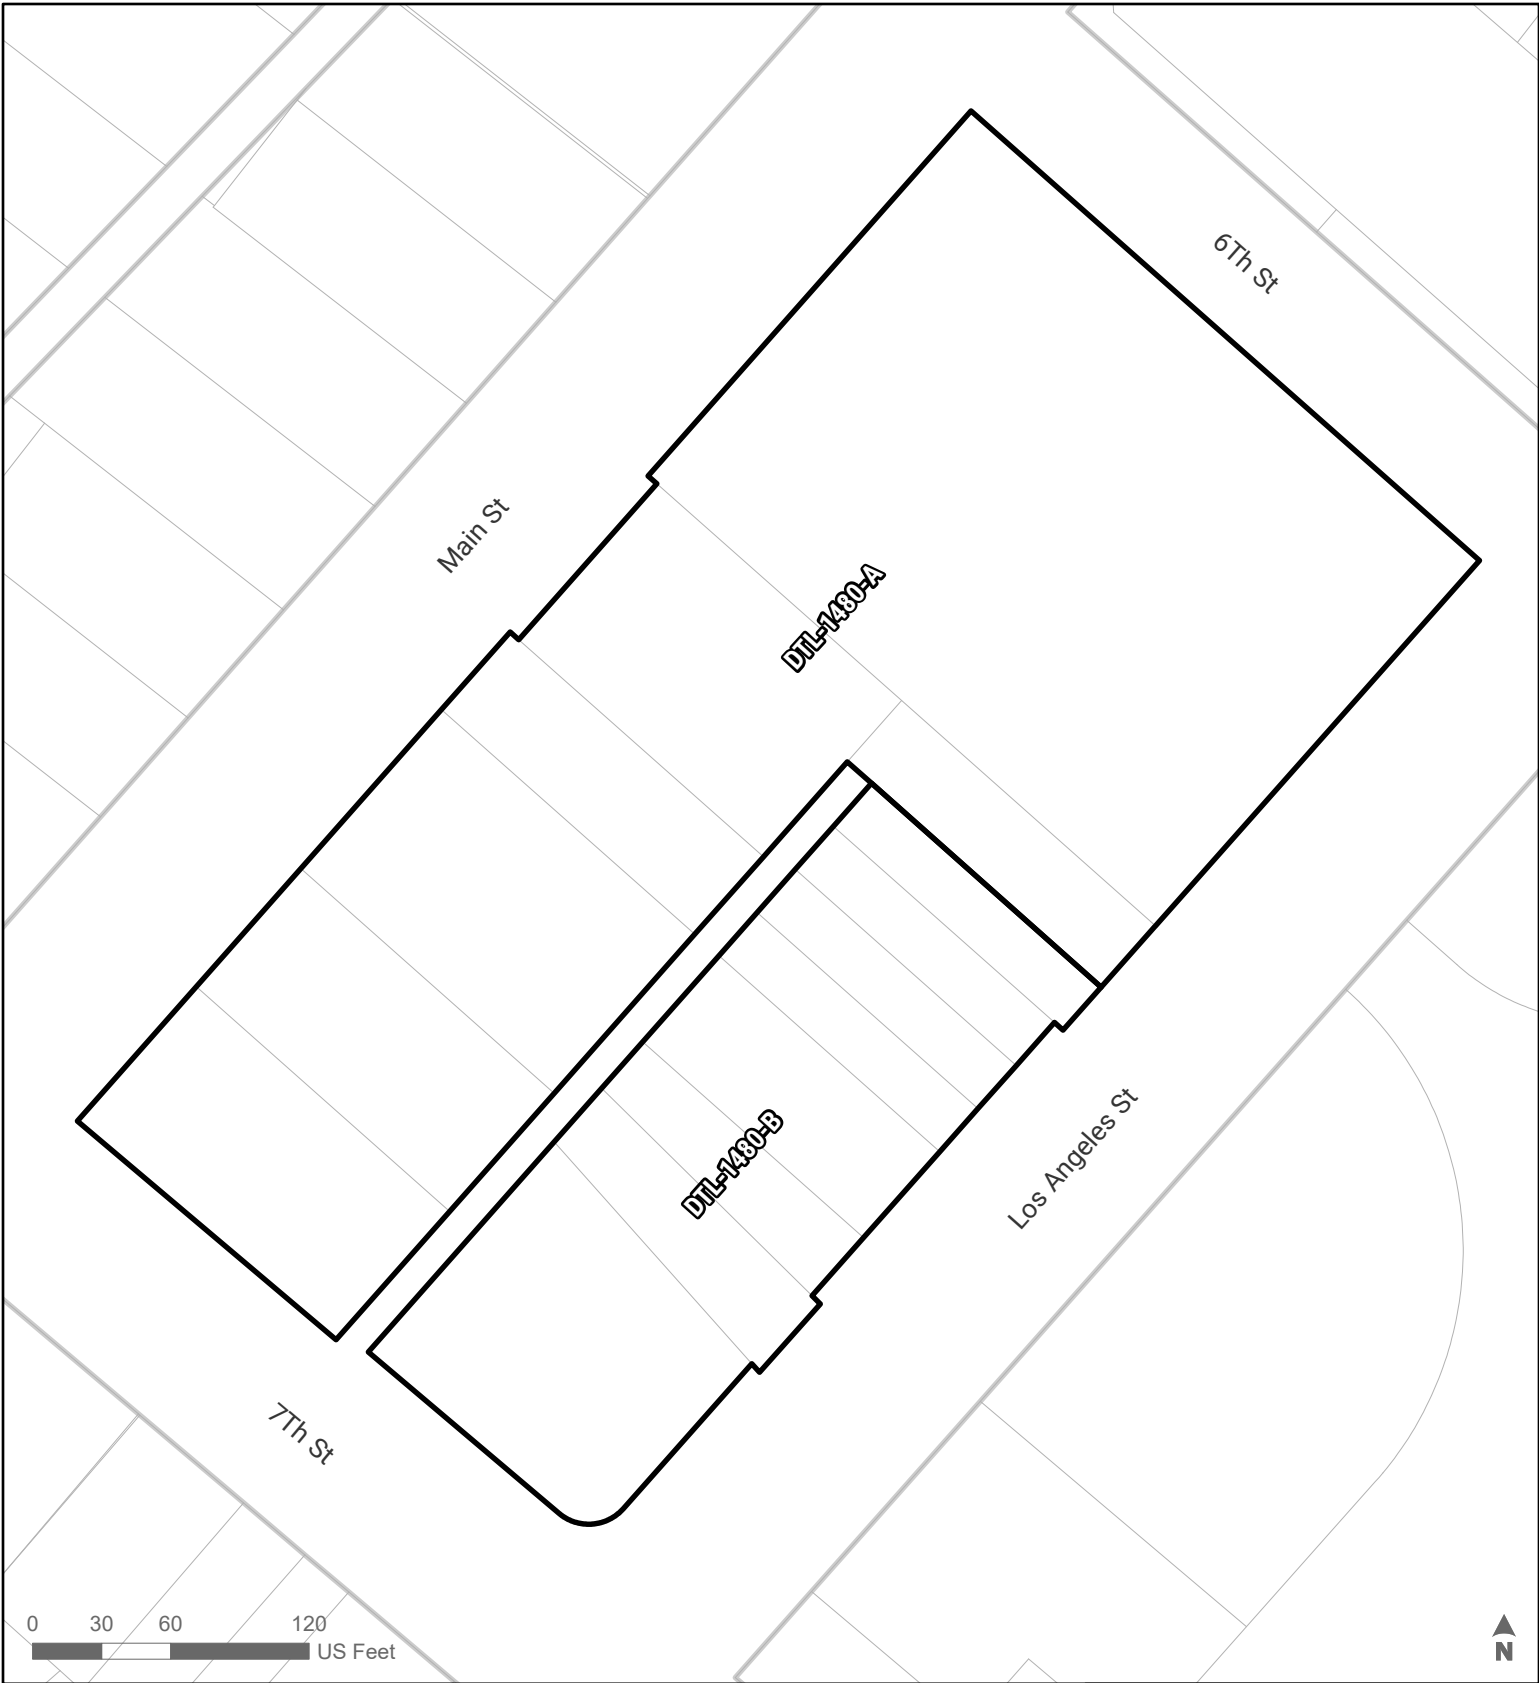 6Th St
Main St
DTL-1480-A
DTL-1480-B
Los Angeles St
7Th St
0 30 60 120
US Feet
N